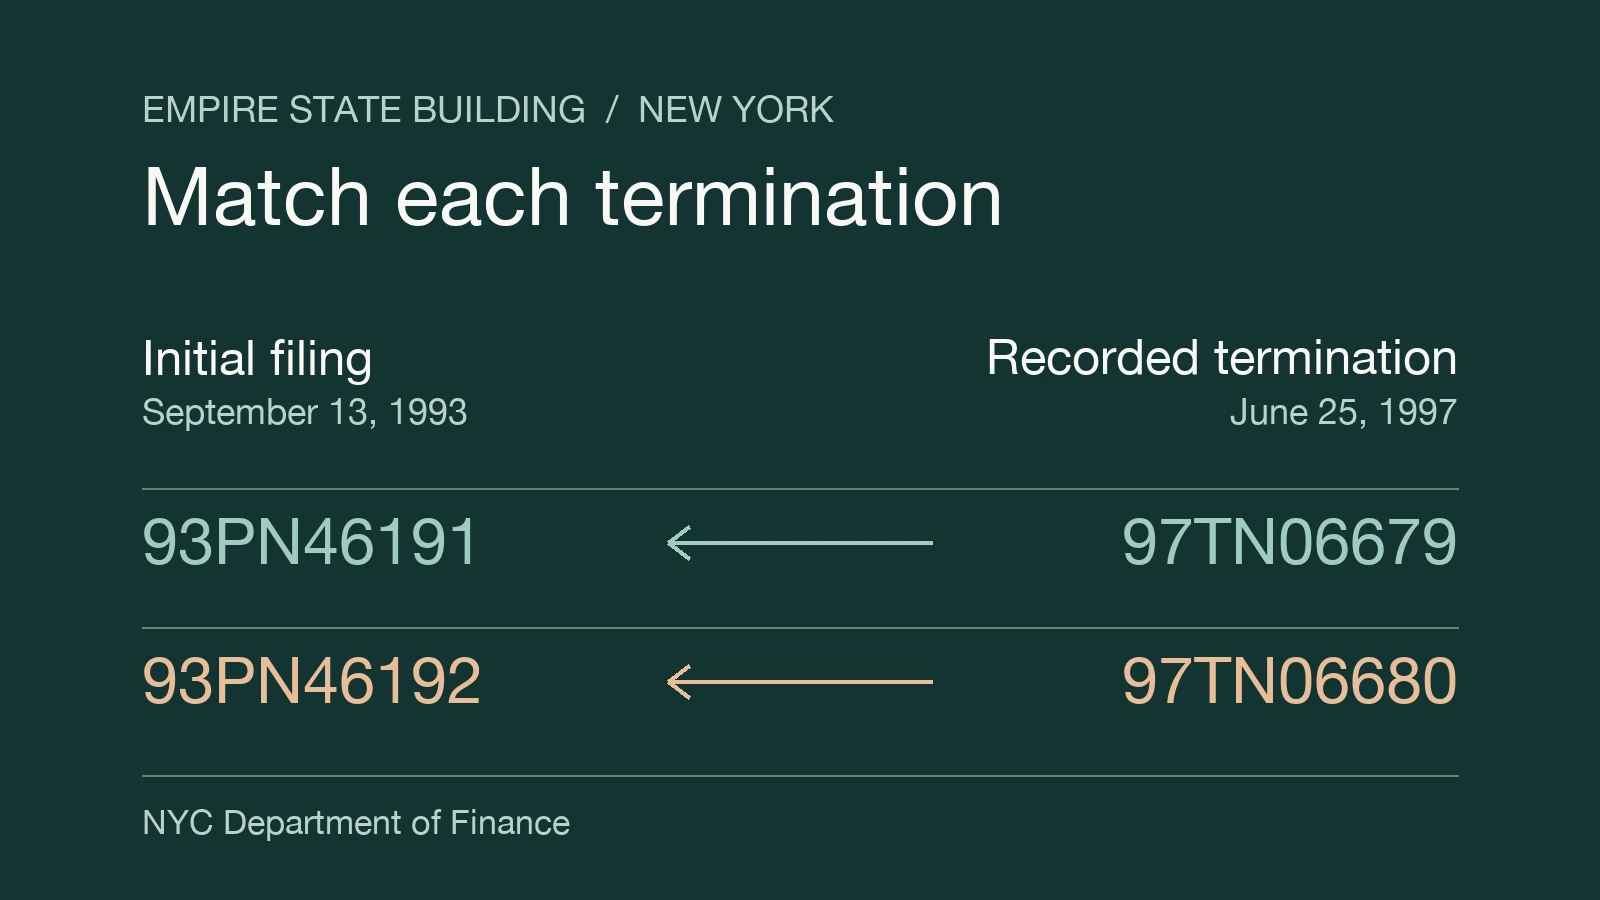 EMPIRE STATE BUILDING / NEW YORK
Match each termination
Initial filing
September 13, 1993
Recorded termination
June 25, 1997
93PN46191 ← 97TN06679
93PN46192 ← 97TN06680
NYC Department of Finance